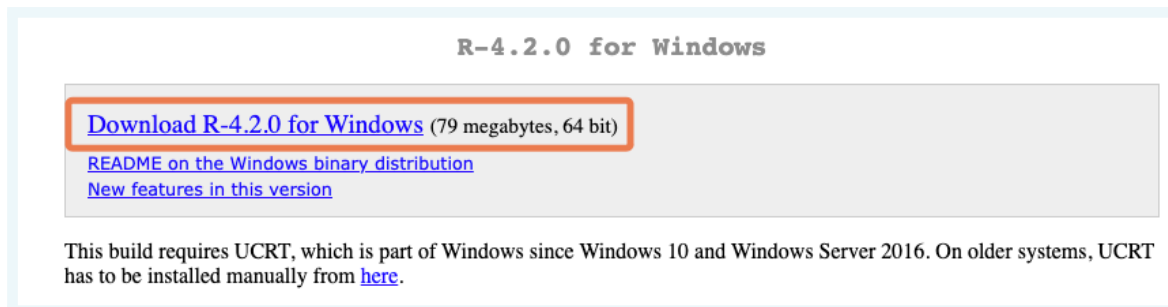 R-4.2.0 for Windows
Download R-4.2.0 for Windows (79 megabytes, 64 bit)
README on the Windows binary distribution
New features in this version
This build requires UCRT, which is part of Windows since Windows 10 and Windows Server 2016. On older systems, UCRT
has to be installed manually from here.